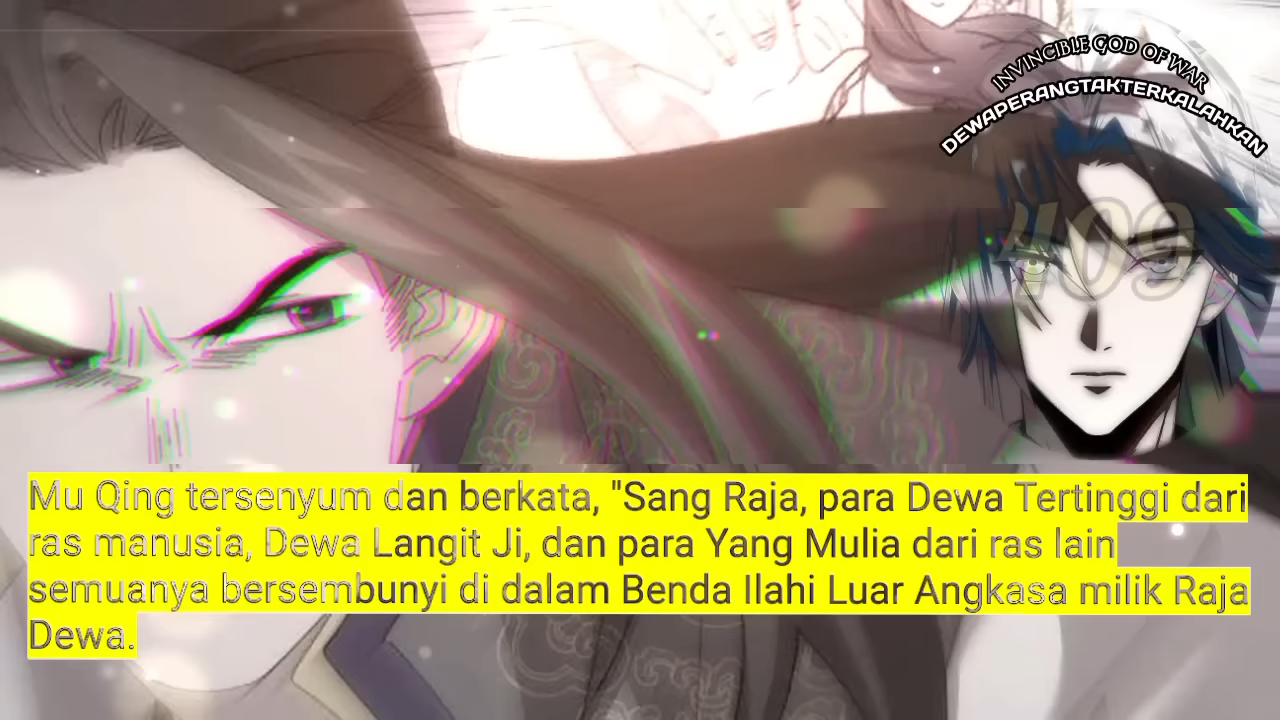 INVINCIBLE GOD OF WAR
DEWAPERANGTAKTERKALAHKAN
409
Mu Qing tersenyum dan berkata, "Sang Raja, para Dewa Tertinggi dari
ras manusia, Dewa Langit Ji, dan para Yang Mulia dari ras lain
semuanya bersembunyi di dalam Benda Ilahi Luar Angkasa milik Raja
Dewa.